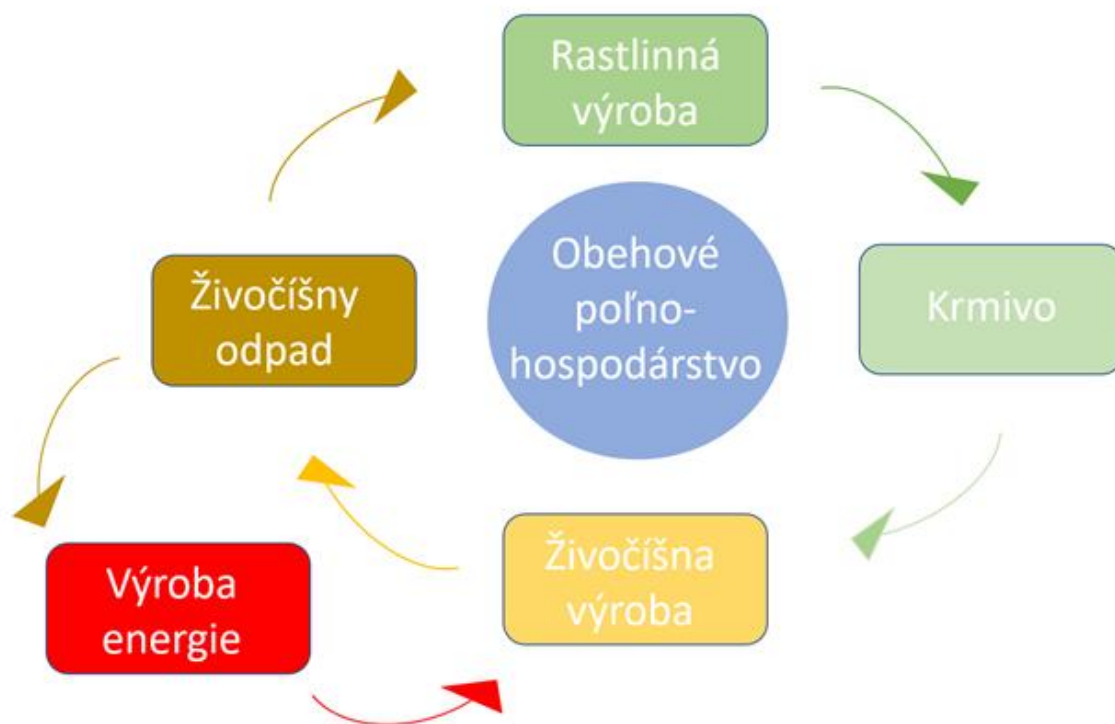 Rastlinná
výroba
Obehové
poľno-
hospodárstvo
Živočíšny
odpad
Krmivo
Živočíšna
výroba
Výroba
energie